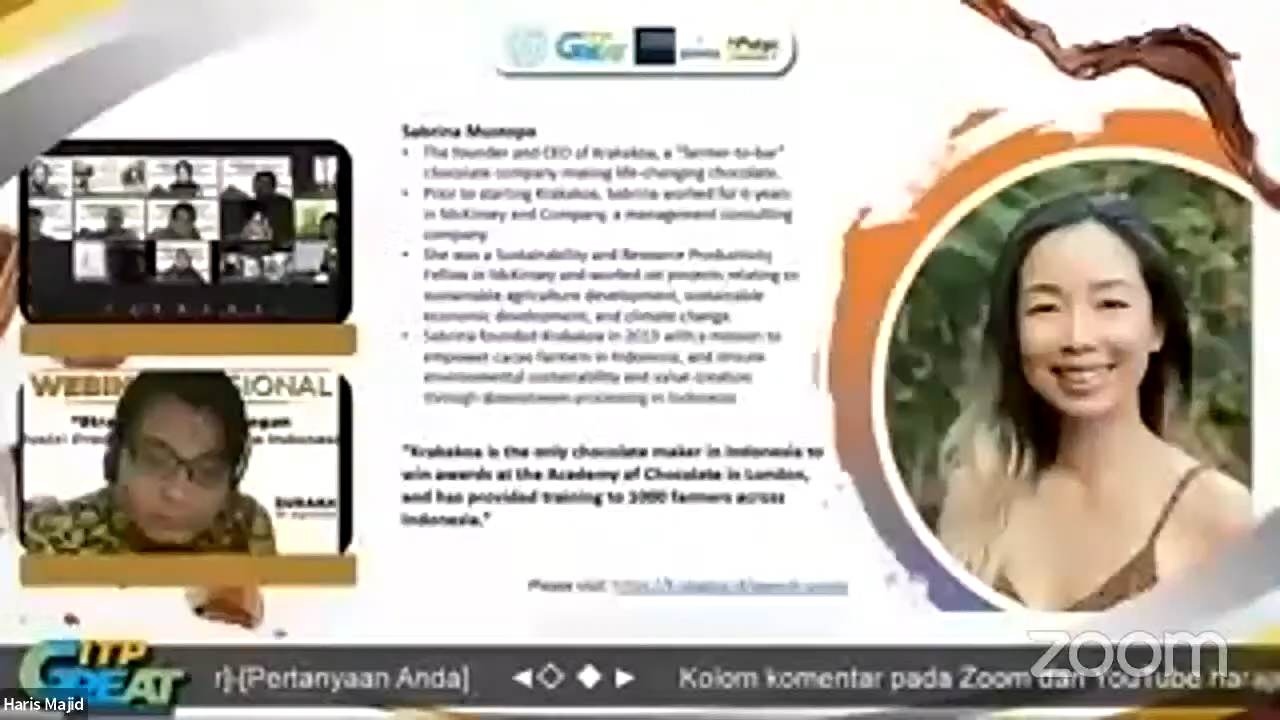 Sabrina Mustopo
• The founder and CEO of Krakakoa, a "farmer-to-bar"
chocolate company making life-changing chocolate.
• Prior to starting Krakakoa, Sabrina worked for 6 years
in McKinsey and Company, a management consulting
company
• She was a Sustainability and Resource Productivity
Fellow in McKinsey and worked on projects relating to
sustainable agriculture development, sustainable
economic development, and climate change.
• Sabrina founded Krakakoa in 2013 with a mission to
empower cacao farmers in Indonesia, and ensure
environmental sustainability and value creation
through downstream processing in Indonesia
"Krakakoa is the only chocolate maker in Indonesia to
win awards at the Academy of Chocolate in London,
and has provided training to 1000 farmers across
Indonesia."
Please visit
WEBIN SIONAL
ITP
GREAT
r]-[Pertanyaan Anda]
Kolom komentar pada Zoom dan YouTube harap
zoom
Haris Majid